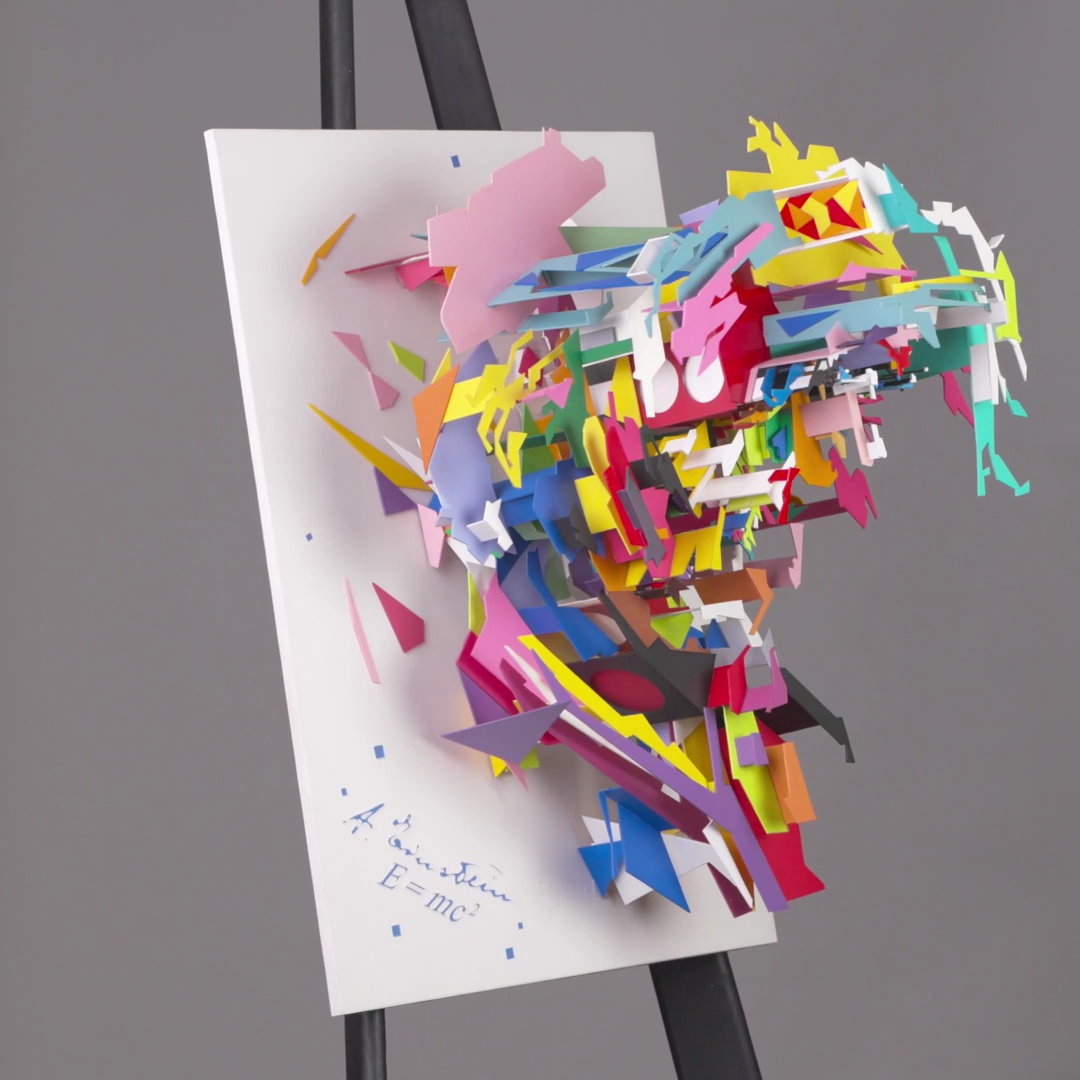 A. Einstein
E = mc²